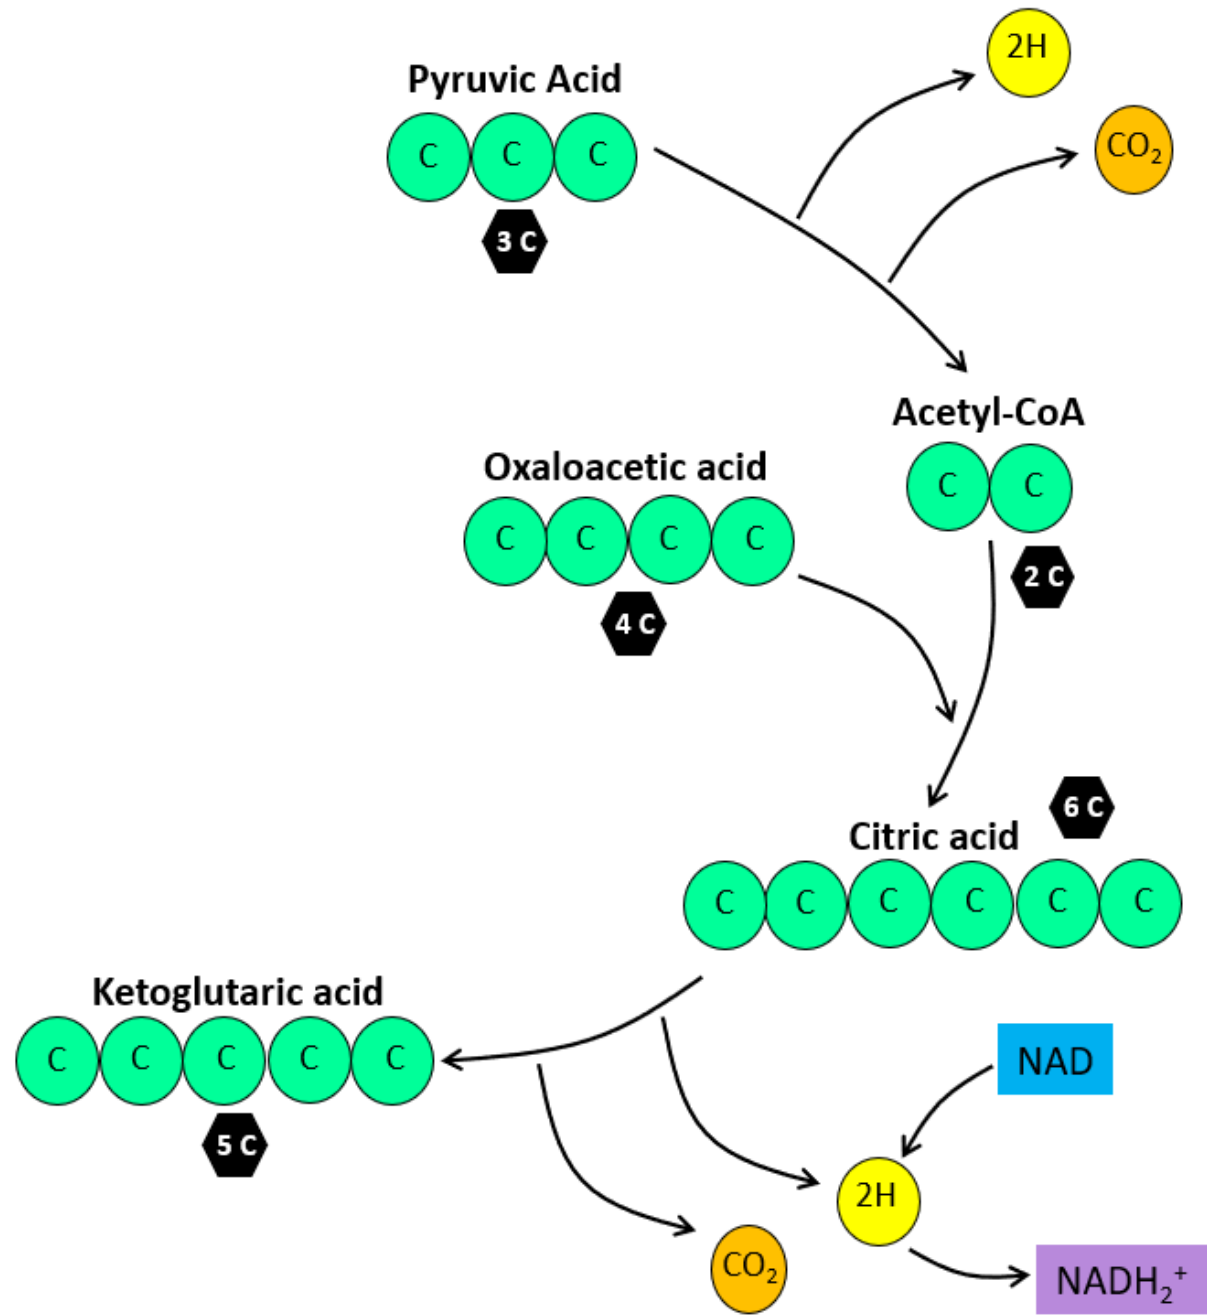 2H
Pyruvic Acid
CO₂
C C C
3 C
Acetyl-CoA
Oxaloacetic acid
C C
C C C C
2 C
4 C
6 C
Citric acid
C C C C C C
Ketoglutaric acid
C C C C C
NAD
5 C
2H
CO₂
NADH₂⁺